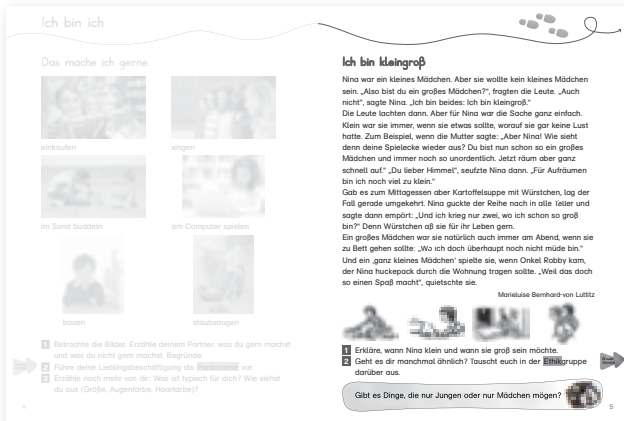 Ich bin ich
Das mache ich gerne
einkaufen
singen
im Sand buddeln
am Computer spielen
bauen
staubsaugen
1 Betrachte die Bilder. Erzähle deinem Partner, was du gern machst
und was du nicht gern machst. Begründe.
2 Führe deine Lieblingsbeschäftigung als Pantomime vor.
3 Erzähle noch mehr von dir: Was ist typisch für dich? Wie siehst
du aus (Größe, Augenfarbe, Haarfarbe)?
4
Ich bin kleingroß
Nina war ein kleines Mädchen. Aber sie wollte kein kleines Mädchen
sein. „Also bist du ein großes Mädchen?“, fragten die Leute. „Auch
nicht“, sagte Nina. „Ich bin beides: Ich bin kleingroß.“
Die Leute lachten dann. Aber für Nina war die Sache ganz einfach.
Klein war sie immer, wenn sie etwas sollte, worauf sie gar keine Lust
hatte. Zum Beispiel, wenn die Mutter sagte: „Aber Nina! Wie sieht
denn deine Spielecke wieder aus? Du bist nun schon so ein großes
Mädchen und immer noch so unordentlich. Jetzt räum aber ganz
schnell auf.“ „Du lieber Himmel“, seufzte Nina dann. „Für Aufräumen
bin ich noch viel zu klein.“
Gab es zum Mittagessen aber Kartoffelsuppe mit Würstchen, lag der
Fall gerade umgekehrt. Nina guckte der Reihe nach in alle Teller und
sagte dann empört: „Und ich krieg nur zwei, wo ich schon so groß
bin?“ Denn Würstchen aß sie für ihr Leben gern.
Ein großes Mädchen war sie natürlich auch immer am Abend, wenn sie
zu Bett gehen sollte: „Wo ich doch überhaupt noch nicht müde bin.“
Und ein ‚ganz kleines Mädchen‘ spielte sie, wenn Onkel Robby kam,
der Nina huckepack durch die Wohnung tragen sollte. „Weil das doch
so einen Spaß macht“, quietschte sie.
Marieluise Bernhard-von Luttitz
1 Erkläre, wann Nina klein und wann sie groß sein möchte.
2 Geht es dir manchmal ähnlich? Tauscht euch in der Ethikgruppe
darüber aus.
Gibt es Dinge, die nur Jungen oder nur Mädchen mögen?
5